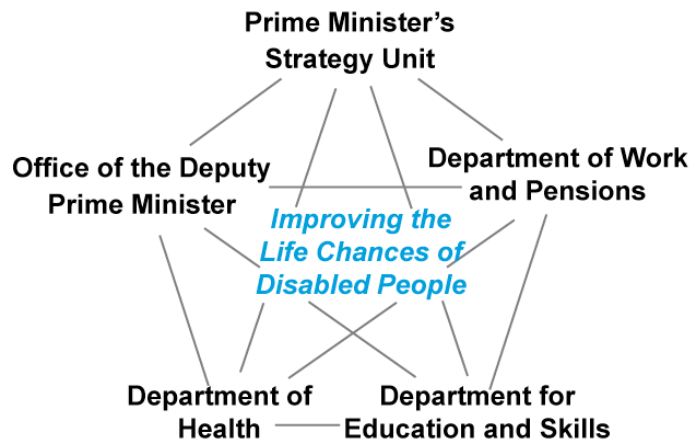 Prime Minister's
Strategy Unit
Office of the Deputy
Prime Minister
Department of Work
and Pensions
Improving the
Life Chances of
Disabled People
Department of
Health
Department for
Education and Skills